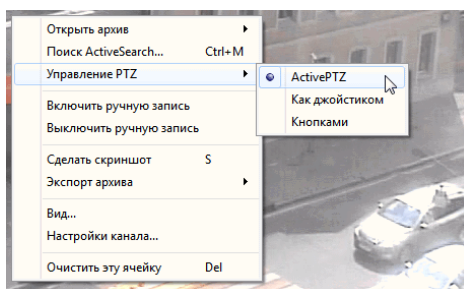 Открыть архив
Поиск ActiveSearch... Ctrl+M
Управление PTZ
ActivePTZ
Как джойстиком
Кнопками
Включить ручную запись
Выключить ручную запись
Сделать скриншот S
Экспорт архива
Вид...
Настройки канала...
Очистить эту ячейку Del